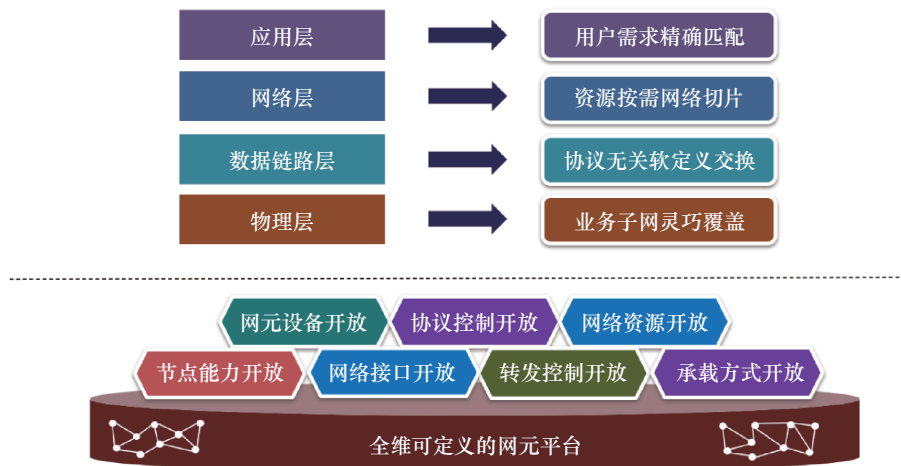 应用层
用户需求精确匹配
网络层
资源按需网络切片
数据链路层
协议无关软定义交换
物理层
业务子网灵巧覆盖
网元设备开放
协议控制开放
网络资源开放
节点能力开放
网络接口开放
转发控制开放
承载方式开放
全维可定义的网元平台